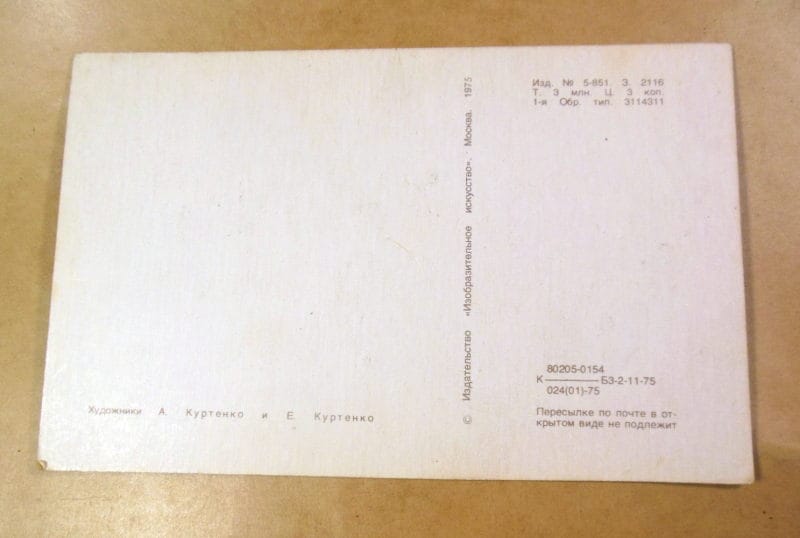 Художники А. Куртенко и Е. Куртенко
© Издательство «Изобразительное искусство». Москва. 1975
Изд. № 5-851. З. 2116
Т. 3 млн. Ц. 3 коп.
1-я Обр. тип. 3114311
80205-0154
К————БЗ-2-11-75
024(01)-75
Пересылке по почте в от-
крытом виде не подлежит